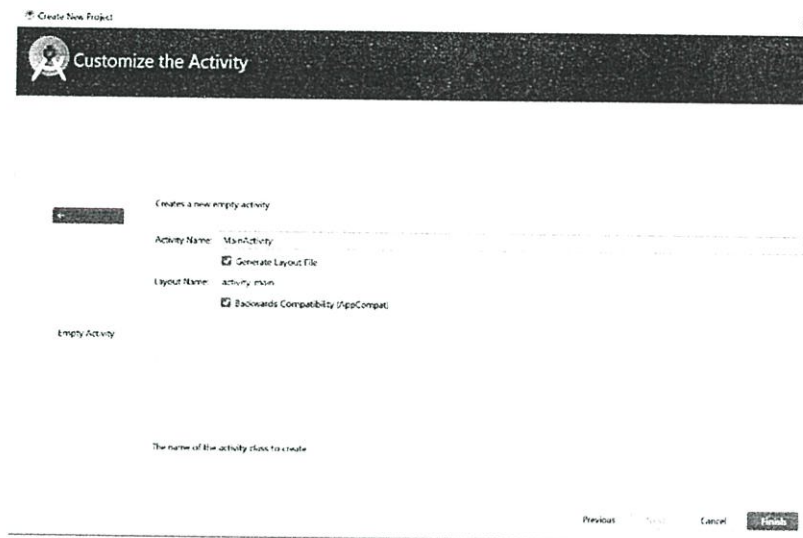 Create New Project
Customize the Activity
Creates a new empty activity
Activity Name: MainActivity
Generate Layout File
Layout Name: activity_main
Backwards Compatibility (AppCompat)
Empty Activity
The name of the activity class to create
Previous Next Cancel Finish